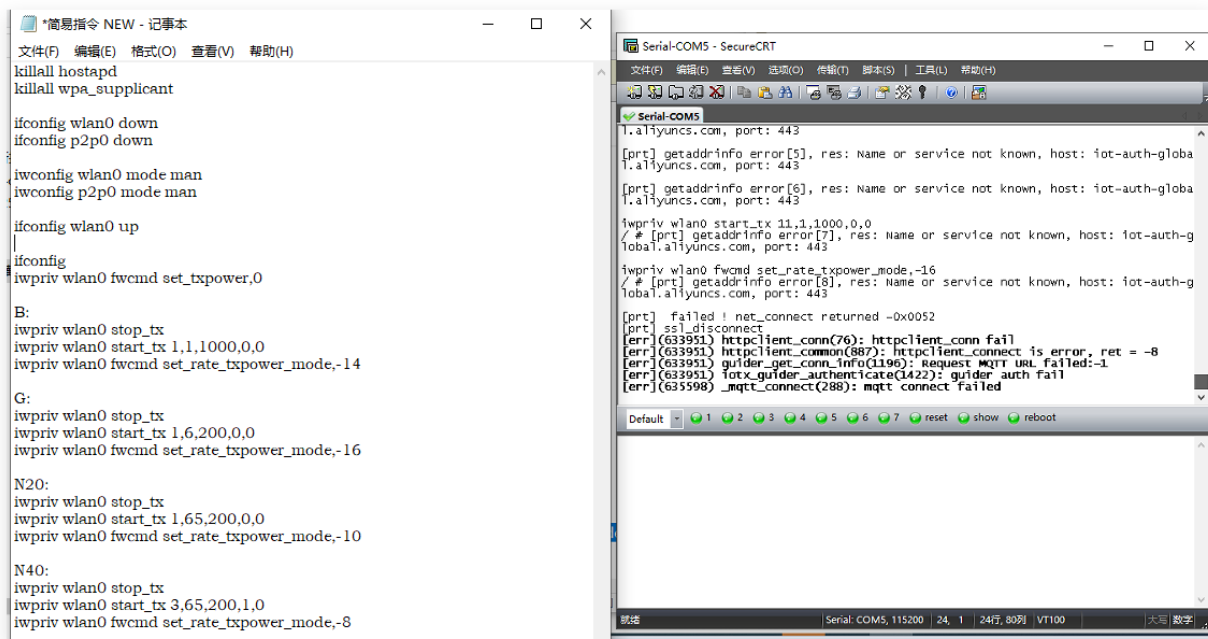 *简易指令 NEW - 记事本
文件(F) 编辑(E) 格式(O) 查看(V) 帮助(H)
killall hostapd
killall wpa_supplicant
ifconfig wlan0 down
ifconfig p2p0 down
iwconfig wlan0 mode man
iwconfig p2p0 mode man
ifconfig wlan0 up
ifconfig
iwpriv wlan0 fwcmd set_txpower,0
B:
iwpriv wlan0 stop_tx
iwpriv wlan0 start_tx 1,1,1000,0,0
iwpriv wlan0 fwcmd set_rate_txpower_mode,-14
G:
iwpriv wlan0 stop_tx
iwpriv wlan0 start_tx 1,6,200,0,0
iwpriv wlan0 fwcmd set_rate_txpower_mode,-16
N20:
iwpriv wlan0 stop_tx
iwpriv wlan0 start_tx 1,65,200,0,0
iwpriv wlan0 fwcmd set_rate_txpower_mode,-10
N40:
iwpriv wlan0 stop_tx
iwpriv wlan0 start_tx 3,65,200,1,0
iwpriv wlan0 fwcmd set_rate_txpower_mode,-8
Serial-COM5 - SecureCRT
文件(F) 编辑(E) 查看(V) 选项(O) 传输(T) 脚本(S) | 工具(L) 帮助(H)
Serial-COM5
l.aliyuncs.com, port: 443
[prt] getaddrinfo error[5], res: Name or service not known, host: iot-auth-globa
l.aliyuncs.com, port: 443
[prt] getaddrinfo error[6], res: Name or service not known, host: iot-auth-globa
l.aliyuncs.com, port: 443
iwpriv wlan0 start_tx 11,1,1000,0,0
/ # [prt] getaddrinfo error[7], res: Name or service not known, host: iot-auth-g
lobal.aliyuncs.com, port: 443
iwpriv wlan0 fwcmd set_rate_txpower_mode,-16
/ # [prt] getaddrinfo error[8], res: Name or service not known, host: iot-auth-g
lobal.aliyuncs.com, port: 443
[prt]  failed ! net_connect returned -0x0052
[prt] ssl_disconnect
[err](633951) httpclient_conn(76): httpclient_conn fail
[err](633951) httpclient_common(887): httpclient_connect is error, ret = -8
[err](633951) guider_get_conn_info(1196): Request MQTT URL failed:-1
[err](633951) iotx_guider_authenticate(1422): guider auth fail
[err](635598) _mqtt_connect(288): mqtt connect failed
Default 1 2 3 4 5 6 7 reset show reboot
就绪 Serial: COM5, 115200 24, 1 24行, 80列 VT100 大写 数字